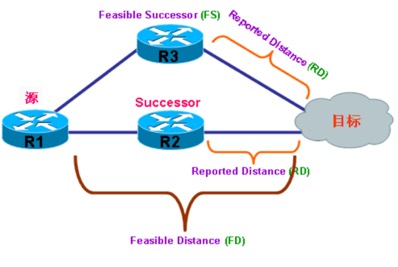 Feasible Successor (FS)
Reported Distance (RD)
R3
源
Successor
目标
R1
R2
Reported Distance (RD)
Feasible Distance (FD)